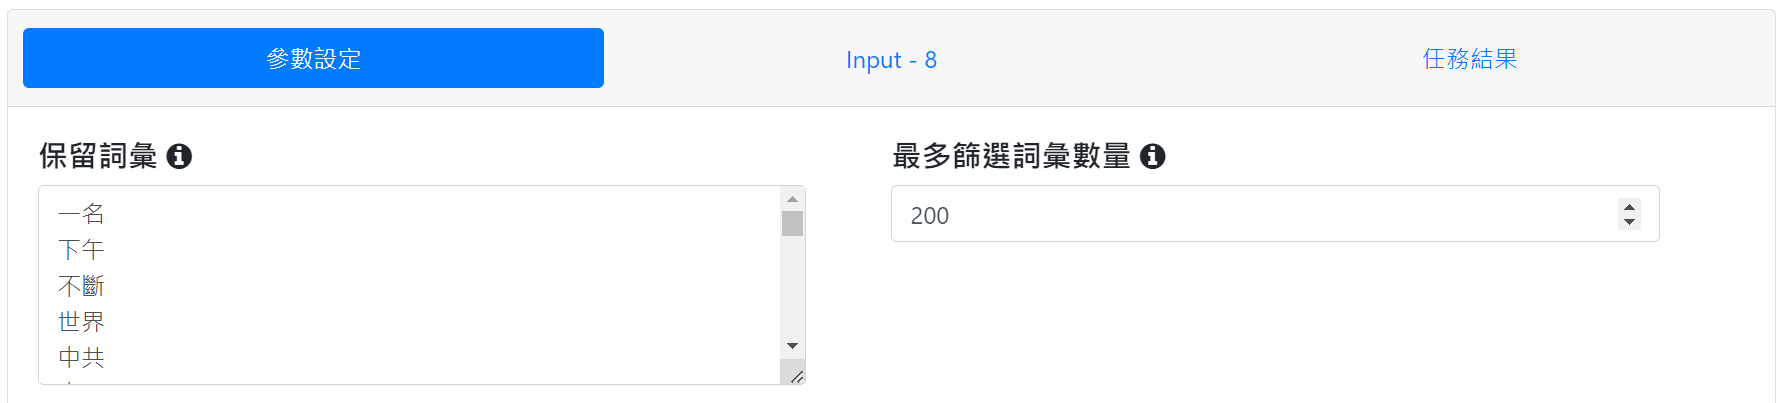 參數設定
Input - 8
任務結果
保留詞彙
最多篩選詞彙數量
一名
下午
不斷
世界
中共
200